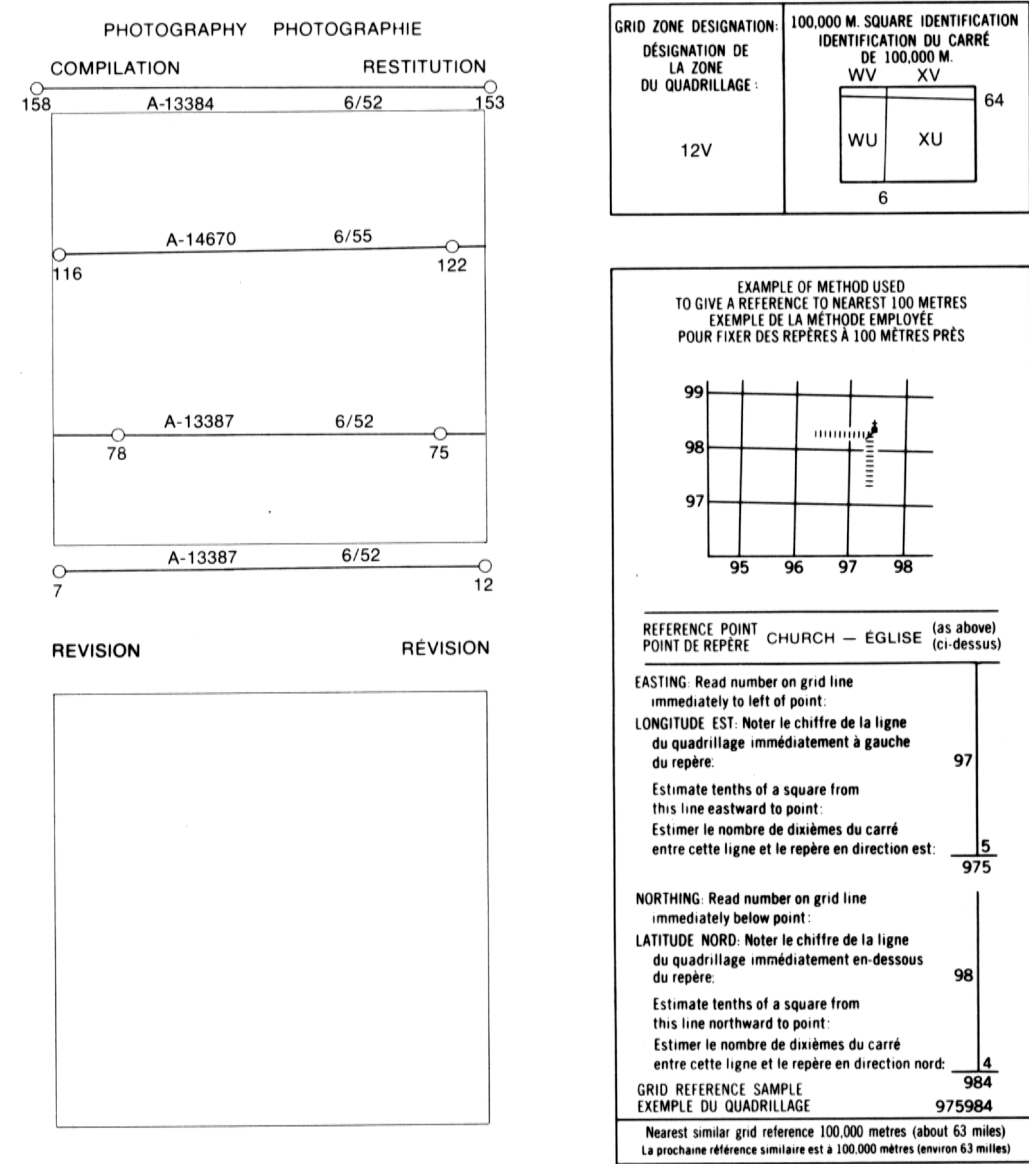 PHOTOGRAPHY PHOTOGRAPHIE
COMPILATION RESTITUTION
158 A-13384 6/52 153
A-14670 6/55
116 122
A-13387 6/52
78 75
A-13387 6/52
7 12
REVISION RÉVISION
GRID ZONE DESIGNATION:
DÉSIGNATION DE
LA ZONE
DU QUADRILLAGE :
12V
100,000 M. SQUARE IDENTIFICATION
IDENTIFICATION DU CARRÉ
DE 100,000 M.
WV XV
64
WU XU
6
EXAMPLE OF METHOD USED
TO GIVE A REFERENCE TO NEAREST 100 METRES
EXEMPLE DE LA MÉTHODE EMPLOYÉE
POUR FIXER DES REPÈRES À 100 MÈTRES PRÈS
99
98
97
95 96 97 98
REFERENCE POINT
POINT DE REPÈRE
CHURCH — ÉGLISE
(as above)
(ci-dessus)
EASTING: Read number on grid line
immediately to left of point:
LONGITUDE EST: Noter le chiffre de la ligne
du quadrillage immédiatement à gauche
du repère: 97
Estimate tenths of a square from
this line eastward to point:
Estimer le nombre de dixièmes du carré
entre cette ligne et le repère en direction est: 5
975
NORTHING: Read number on grid line
immediately below point:
LATITUDE NORD: Noter le chiffre de la ligne
du quadrillage immédiatement en-dessous
du repère: 98
Estimate tenths of a square from
this line northward to point:
Estimer le nombre de dixièmes du carré
entre cette ligne et le repère en direction nord: 4
984
GRID REFERENCE SAMPLE
EXEMPLE DU QUADRILLAGE 975984
Nearest similar grid reference 100,000 metres (about 63 miles)
La prochaine référence similaire est à 100,000 mètres (environ 63 milles)